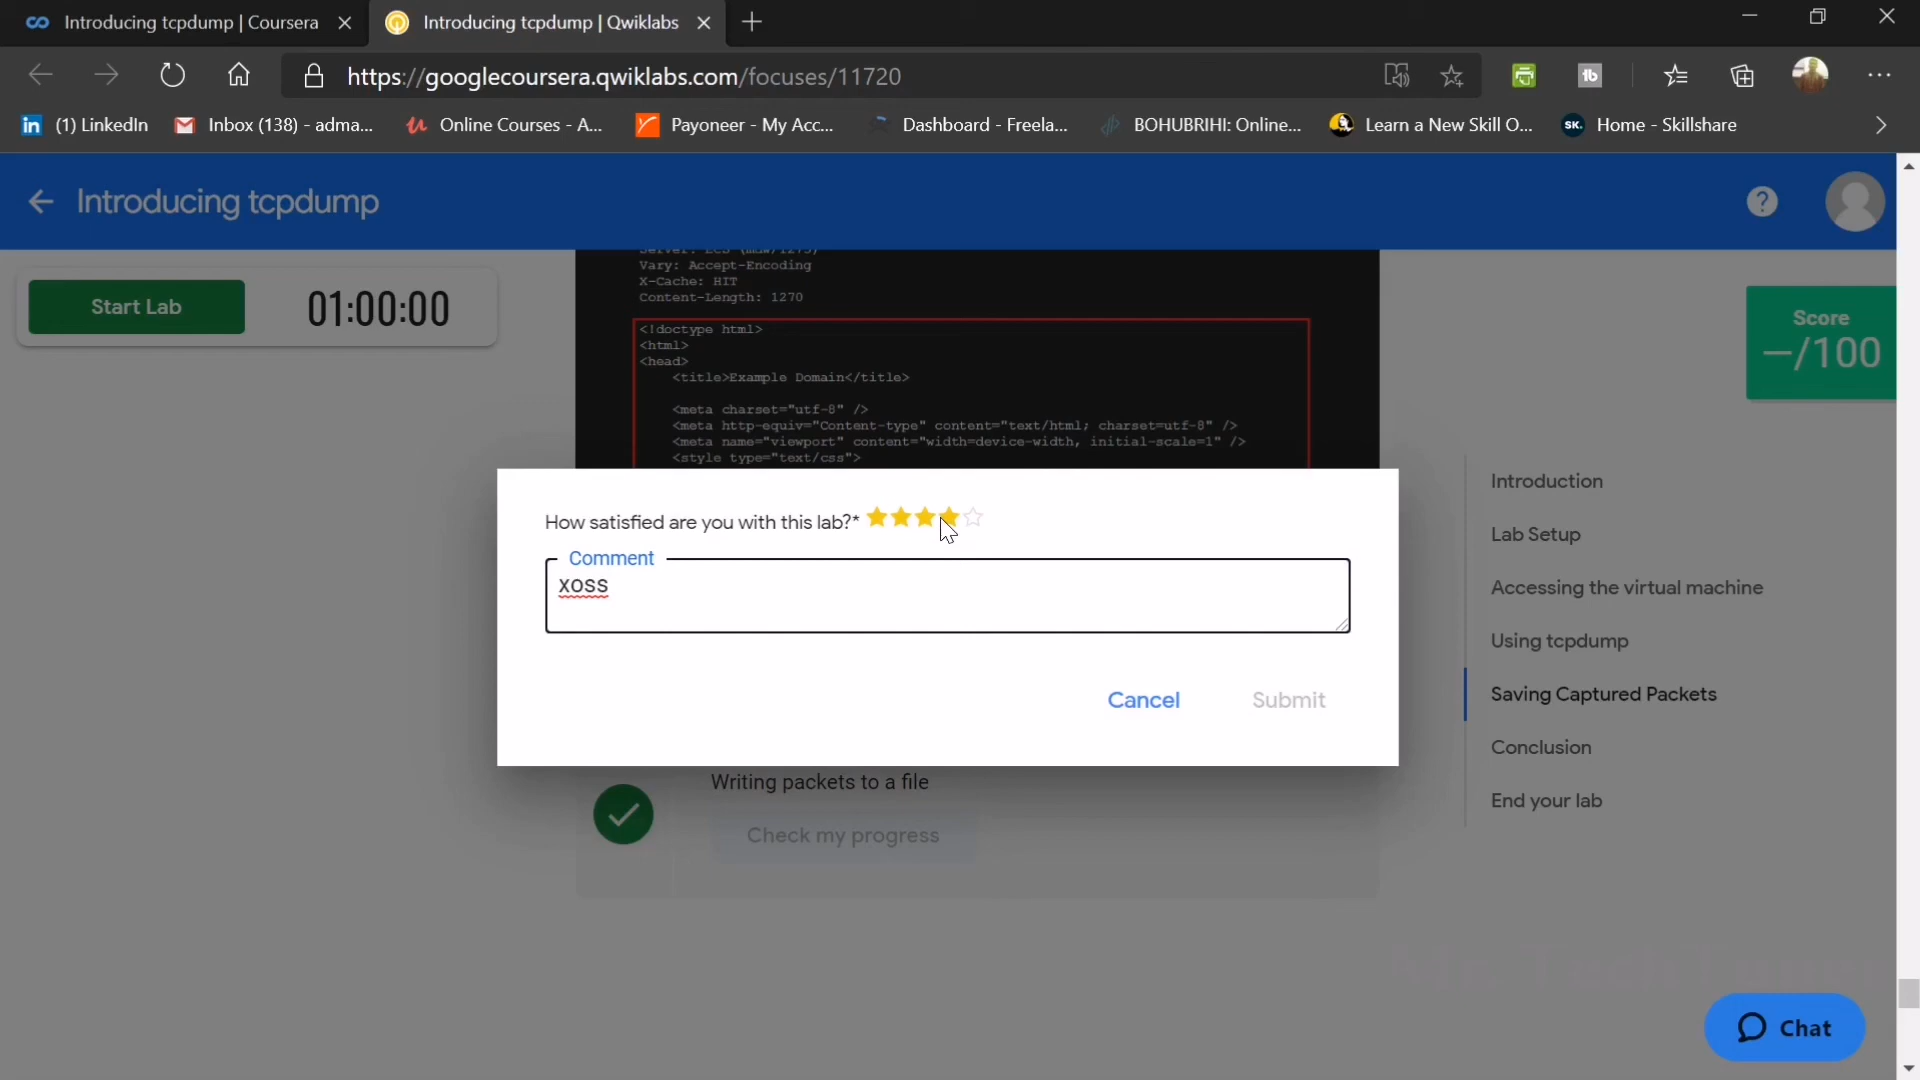 Introducing tcpdump | Coursera
Introducing tcpdump | Qwiklabs
https://googlecoursera.qwiklabs.com/focuses/11720
(1) LinkedIn
Inbox (138) - adma...
Online Courses - A...
Payoneer - My Acc...
Dashboard - Freela...
BOHUBRIHI: Online...
Learn a New Skill O...
SK.
Home - Skillshare
Introducing tcpdump
Start Lab
01:00:00
Vary: Accept-Encoding
X-Cache: HIT
Content-Length: 1270
<!doctype html>
<html>
<head>
<title>Example Domain</title>
<meta charset="utf-8" />
<meta http-equiv="Content-type" content="text/html; charset=utf-8" />
<meta name="viewport" content="width=device-width, initial-scale=1" />
<style type="text/css">
Score
—/100
How satisfied are you with this lab?*
Comment
xoss
Cancel
Submit
Writing packets to a file
Check my progress
Introduction
Lab Setup
Accessing the virtual machine
Using tcpdump
Saving Captured Packets
Conclusion
End your lab
Chat